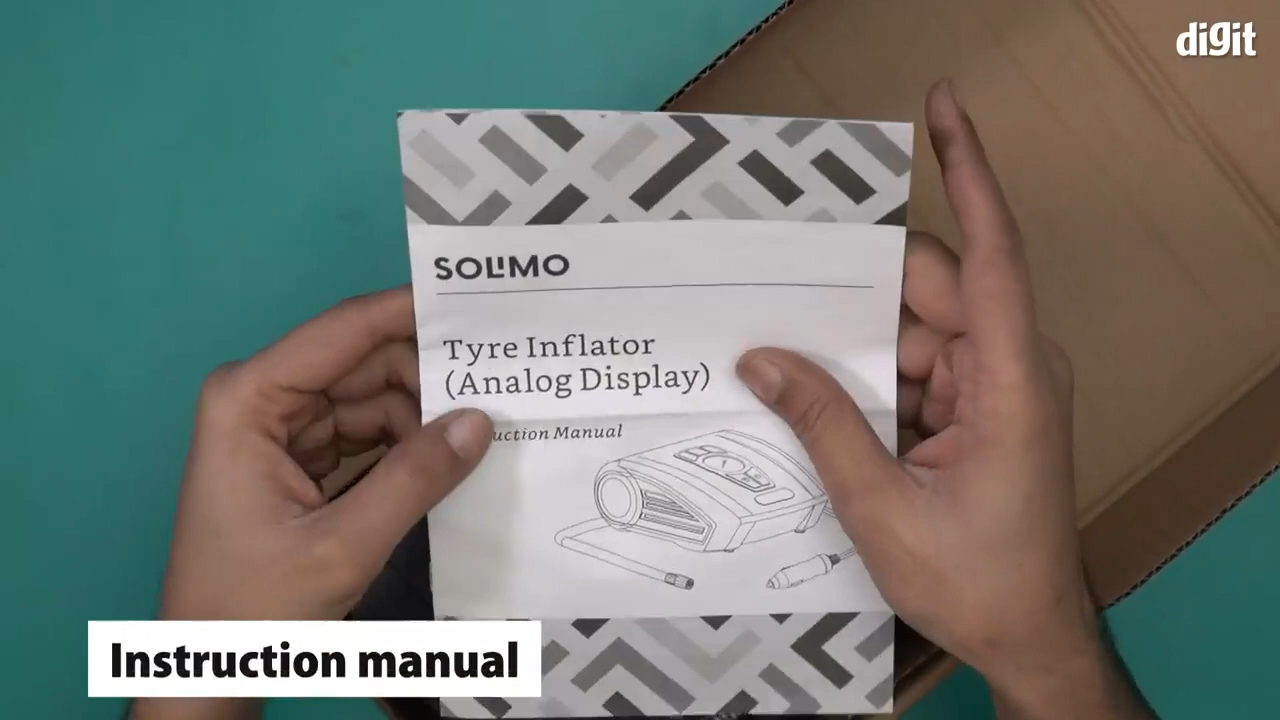 digit
SOLIMO
Tyre Inflator
(Analog Display)
uction Manual
Instruction manual